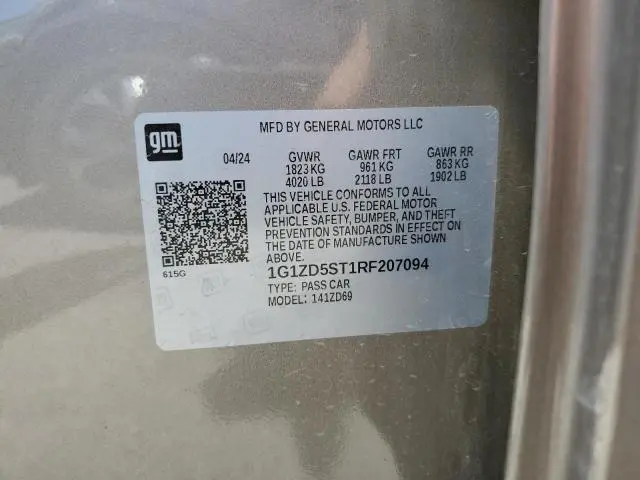 gm
MFD BY GENERAL MOTORS LLC
04/24 GVWR GAWR FRT GAWR RR
1823 KG 961 KG 863 KG
4020 LB 2118 LB 1902 LB
THIS VEHICLE CONFORMS TO ALL
APPLICABLE U.S. FEDERAL MOTOR
VEHICLE SAFETY, BUMPER, AND THEFT
PREVENTION STANDARDS IN EFFECT ON
THE DATE OF MANUFACTURE SHOWN
ABOVE.
615G
1G1ZD5ST1RF207094
TYPE: PASS CAR
MODEL: 141ZD69